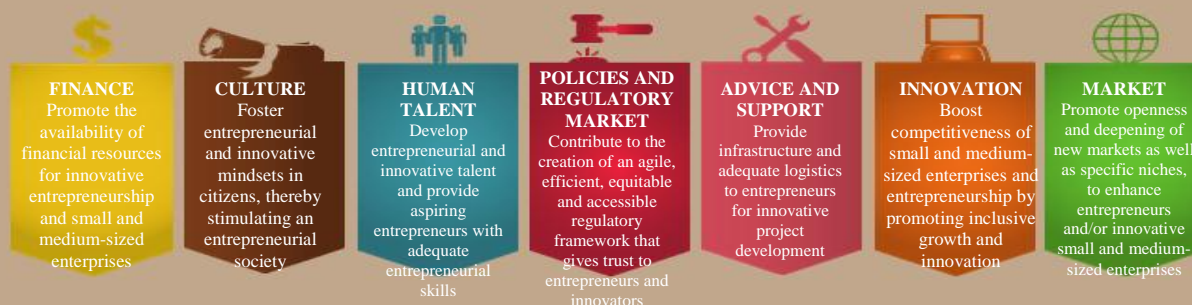 FINANCE
Promote the
availability of
financial resources
for innovative
entrepreneurship
and small and
medium-sized
enterprises
CULTURE
Foster
entrepreneurial
and innovative
mindsets in
citizens, thereby
stimulating an
entrepreneurial
society
HUMAN
TALENT
Develop
entrepreneurial and
innovative talent
and provide
aspiring
entrepreneurs with
adequate
entrepreneurial
skills
POLICIES AND
REGULATORY
MARKET
Contribute to the
creation of an agile,
efficient, equitable
and accessible
regulatory
framework that
gives trust to
entrepreneurs and
innovators
ADVICE AND
SUPPORT
Provide
infrastructure and
adequate logistics
to entrepreneurs
for innovative
project
development
INNOVATION
Boost
competitiveness of
small and medium-
sized enterprises and
entrepreneurship by
promoting inclusive
growth and
innovation
MARKET
Promote openness
and deepening of
new markets as well
as specific niches,
to enhance
entrepreneurs
and/or innovative
small and medium-
sized enterprises